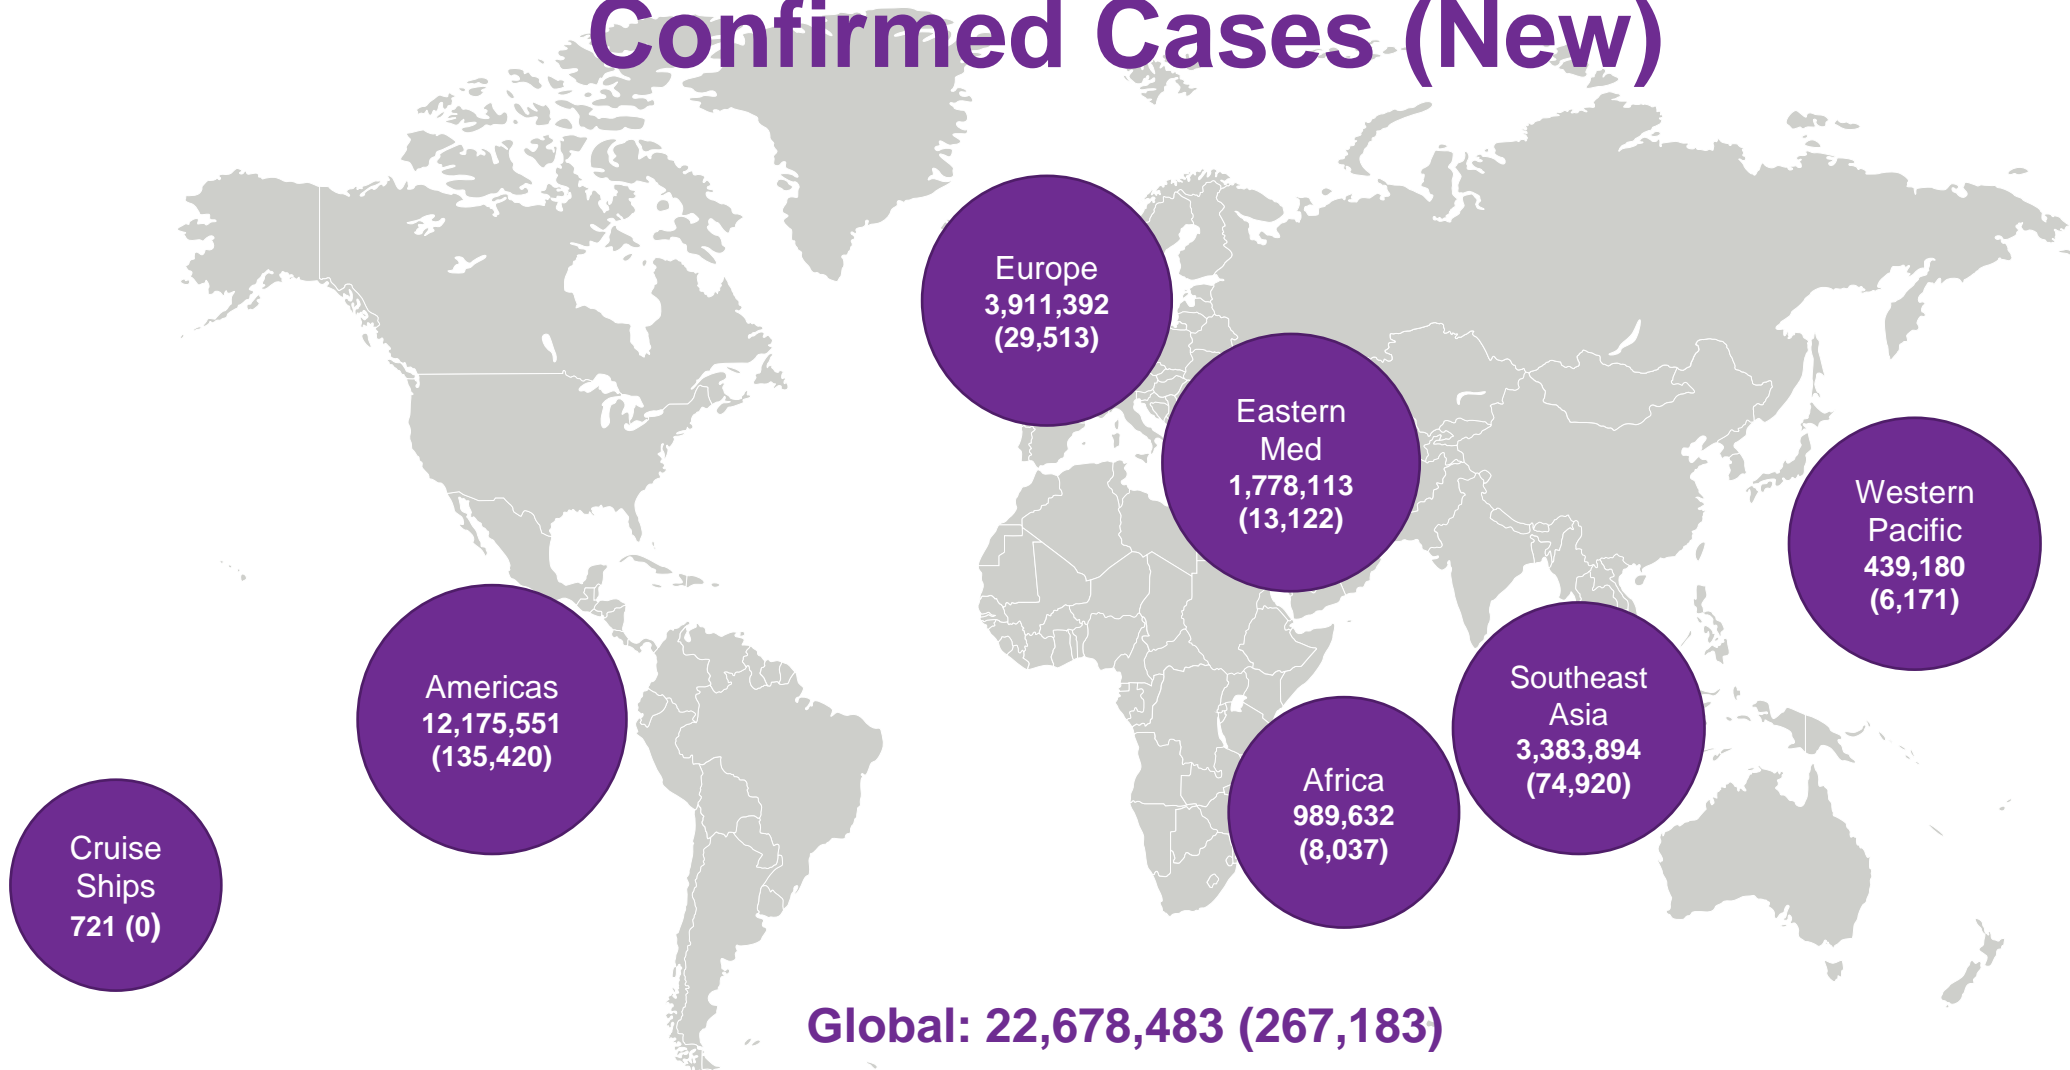 Confirmed Cases (New)
Europe
3,911,392
(29,513)
Eastern
Med
1,778,113
(13,122)
Western
Pacific
439,180
(6,171)
Americas
12,175,551
(135,420)
Southeast
Asia
3,383,894
(74,920)
Africa
989,632
(8,037)
Cruise
Ships
721 (0)
Global: 22,678,483 (267,183)